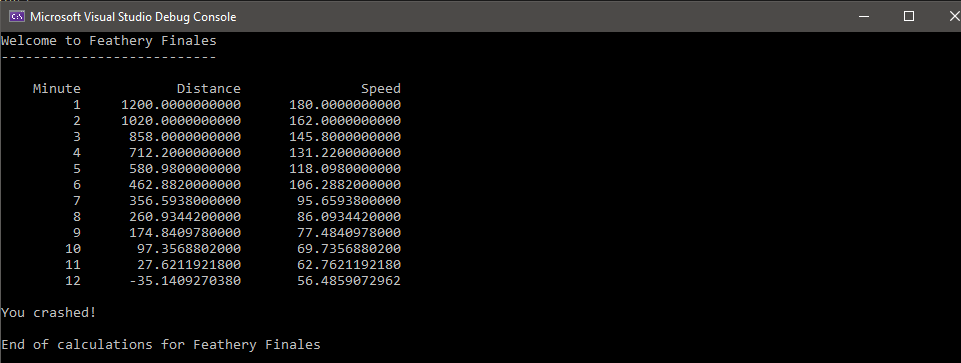 Microsoft Visual Studio Debug Console
Welcome to Feathery Finales
---------------------------
Minute Distance Speed
1 1200.0000000000 180.0000000000
2 1020.0000000000 162.0000000000
3 858.0000000000 145.8000000000
4 712.2000000000 131.2200000000
5 580.9800000000 118.0980000000
6 462.8820000000 106.2882000000
7 356.5938000000 95.6593800000
8 260.9344200000 86.0934420000
9 174.8409780000 77.4840978000
10 97.3568802000 69.7356880200
11 27.6211921800 62.7621192180
12 -35.1409270380 56.4859072962
You crashed!
End of calculations for Feathery Finales